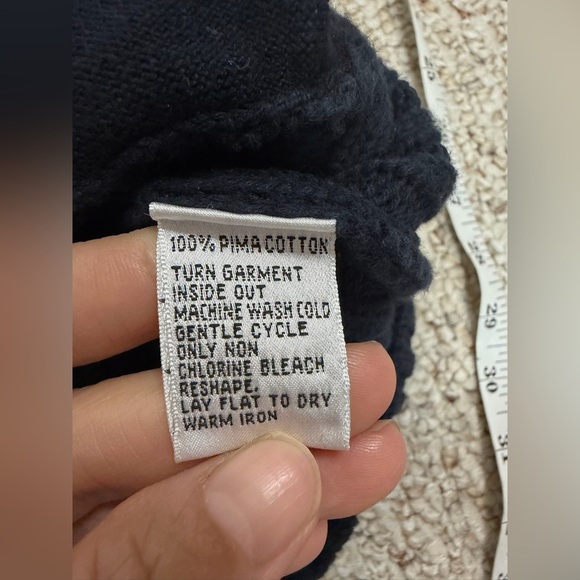 100% PIMA COTTON
TURN GARMENT
INSIDE OUT
MACHINE WASH COLD
GENTLE CYCLE
ONLY NON
CHLORINE BLEACH
RESHAPE.
LAY FLAT TO DRY
WARM IRON
29
30
31